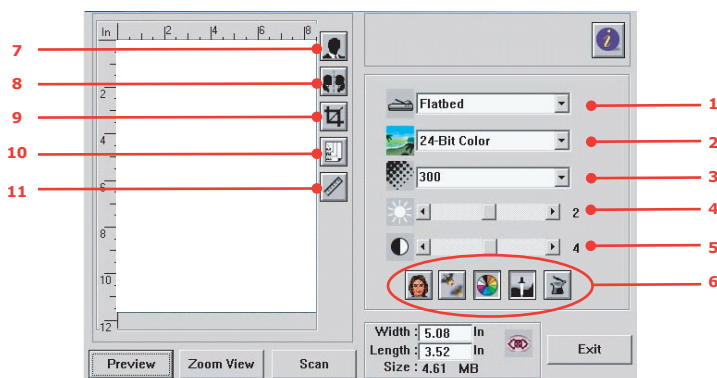 In 2 4 6 8
2
4
6
8
10
12
7
8
9
10
11
Flatbed
24-Bit Color
300
2
4
1
2
3
4
5
6
i
Width : 5.08 In
Length : 3.52 In
Size : 4.61 MB
Preview Zoom View Scan
Exit